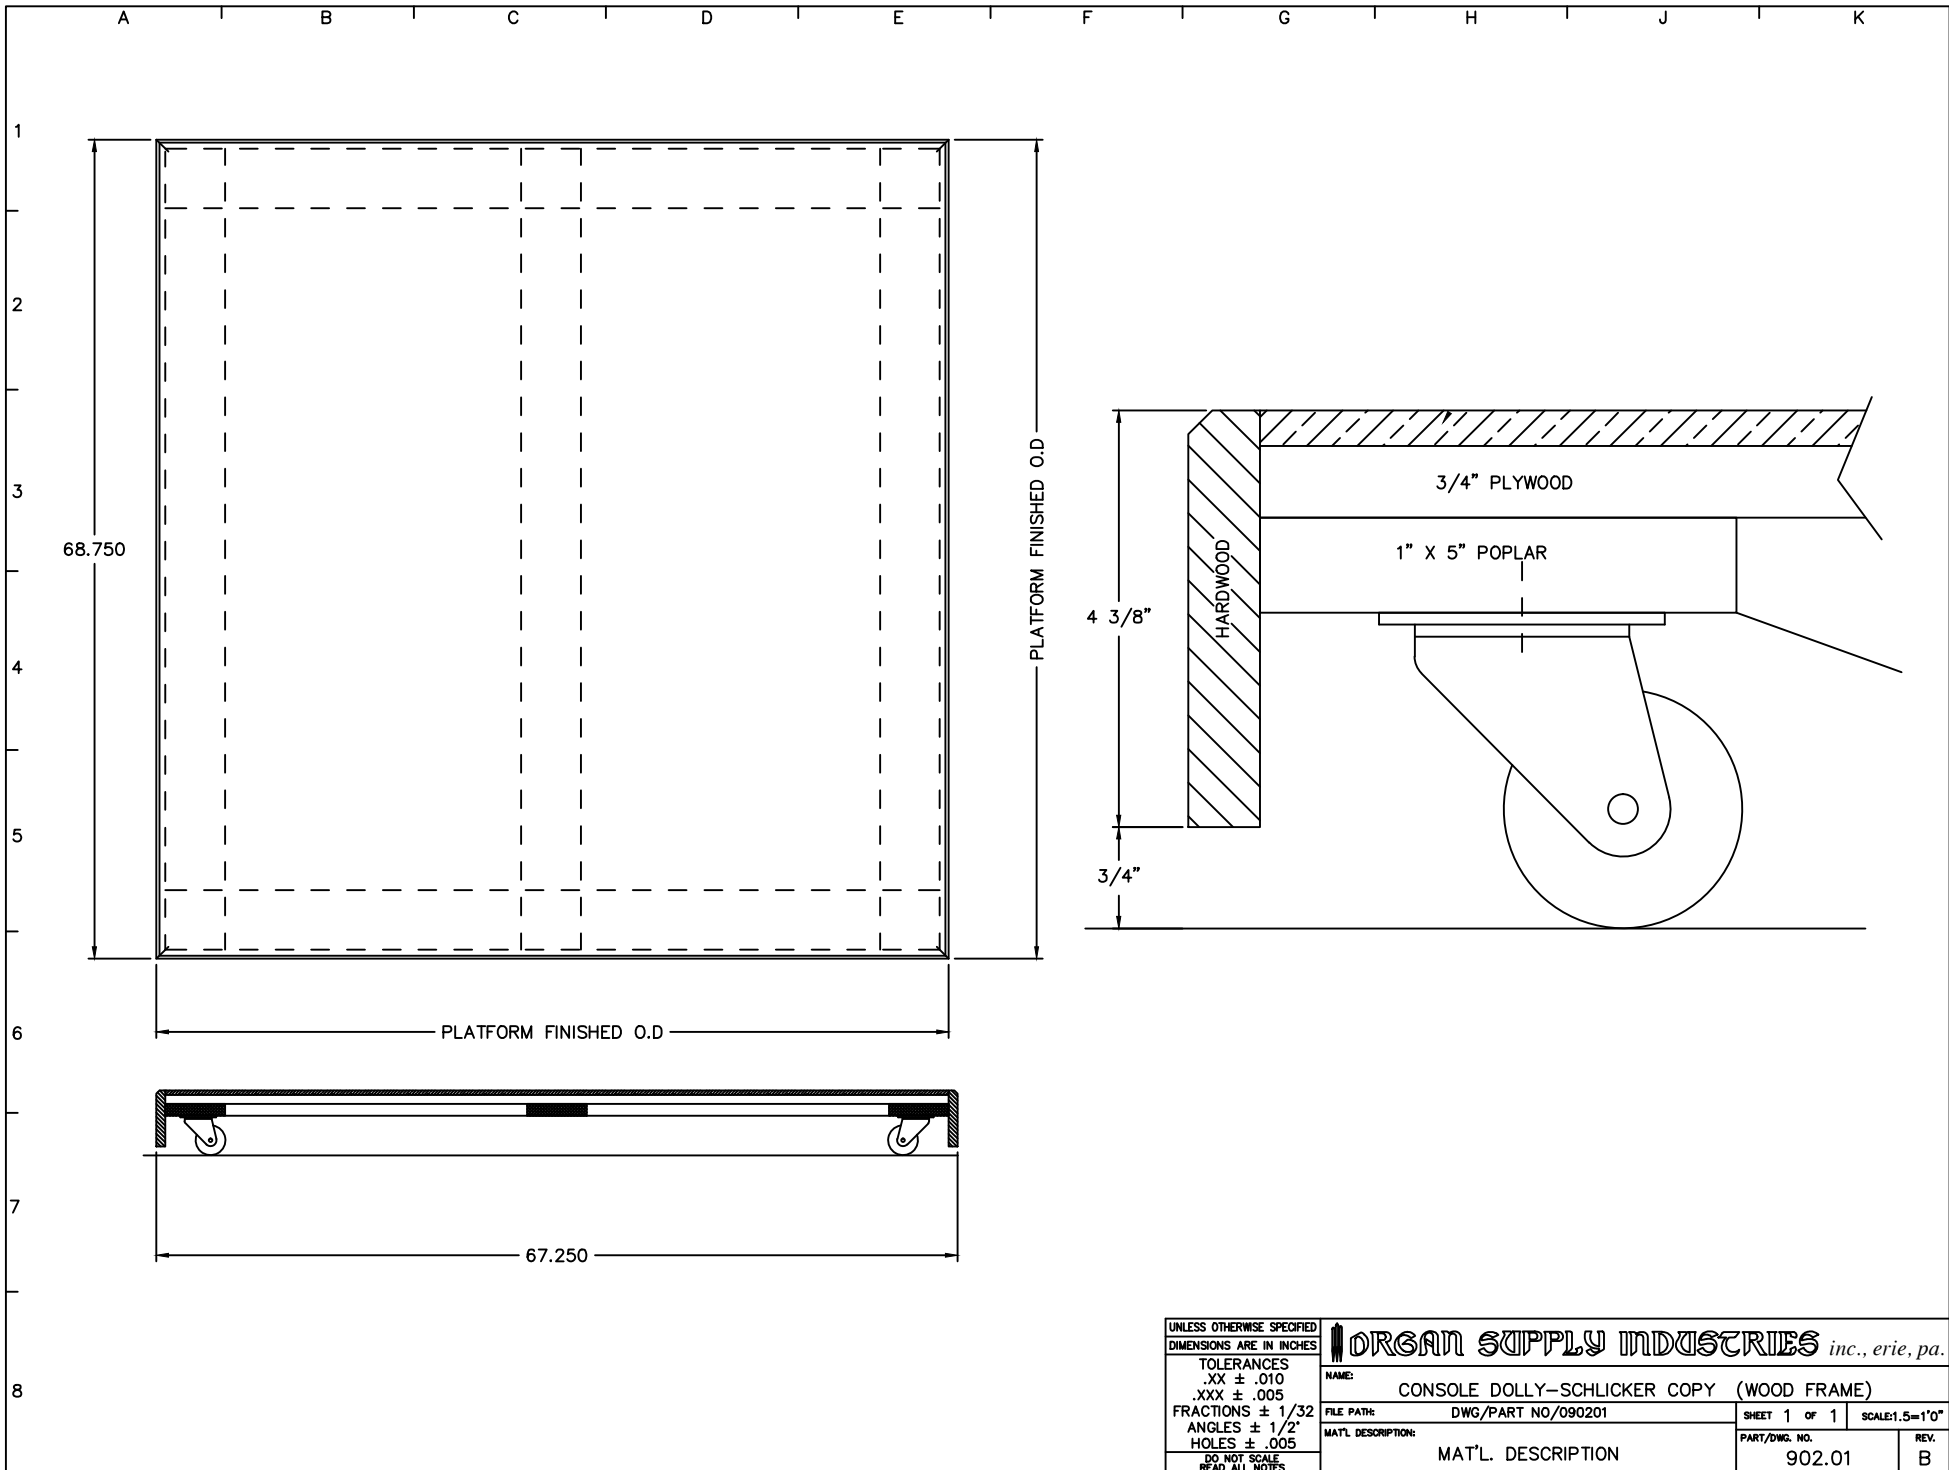 A B C D E F G H J K
1
2
3
4
5
6
7
8
68.750
PLATFORM FINISHED O.D
PLATFORM FINISHED O.D
67.250
3/4" PLYWOOD
1" X 5" POPLAR
HARDWOOD
4 3/8"
3/4"
UNLESS OTHERWISE SPECIFIED
DIMENSIONS ARE IN INCHES
TOLERANCES
.XX ± .010
.XXX ± .005
FRACTIONS ± 1/32
ANGLES ± 1/2°
HOLES ± .005
DO NOT SCALE
READ ALL NOTES
ORGAN SUPPLY INDUSTRIES inc., erie, pa.
NAME:
CONSOLE DOLLY-SCHLICKER COPY (WOOD FRAME)
FILE PATH: DWG/PART NO/090201
SHEET 1 OF 1
SCALE:1.5=1'0"
MAT'L DESCRIPTION:
MAT'L. DESCRIPTION
PART/DWG. NO.
902.01
REV.
B